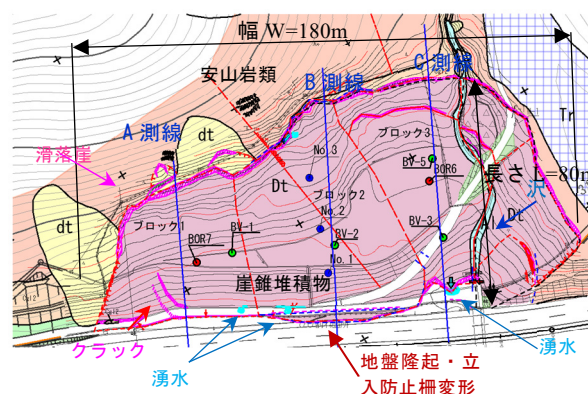 幅 W=180m
C 測線
安山岩類
B 測線
A 測線
Tr
dt
ブロック3
滑落崖
No.3
BV-5
BOR6
長さ L=80m
Dt
沢
ブロック2
dt
Dt
ブロック1
BV-1
No.2
BOR7
BV-2
BV-3
No.1
崖錐堆積物
クラック
湧水
湧水
地盤隆起・立
入防止柵変形